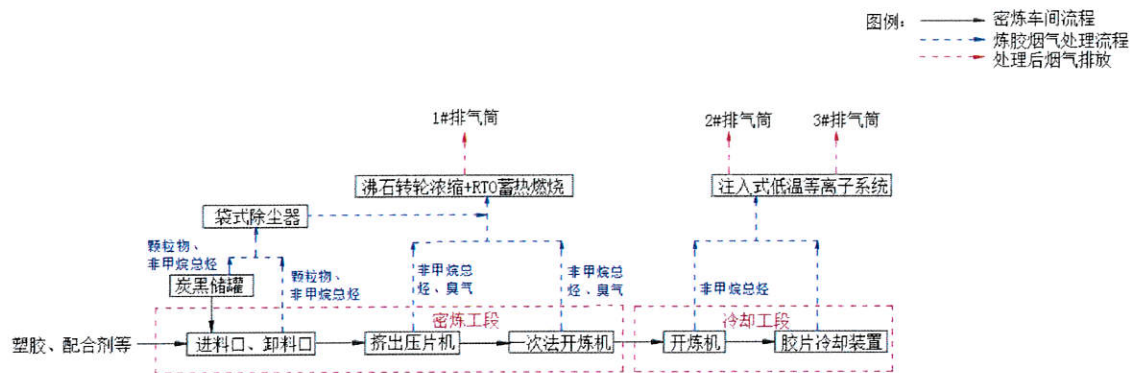 图例：
密炼车间流程
炼胶烟气处理流程
处理后烟气排放
1#排气筒
2#排气筒
3#排气筒
沸石转轮浓缩+RTO蓄热燃烧
注入式低温等离子系统
袋式除尘器
颗粒物、
非甲烷总烃
炭黑储罐
颗粒物、
非甲烷总烃
非甲烷总
烃、臭气
非甲烷总
烃、臭气
非甲烷总烃
密炼工段
冷却工段
塑胶、配合剂等
进料口、卸料口
挤出压片机
一次法开炼机
开炼机
胶片冷却装置